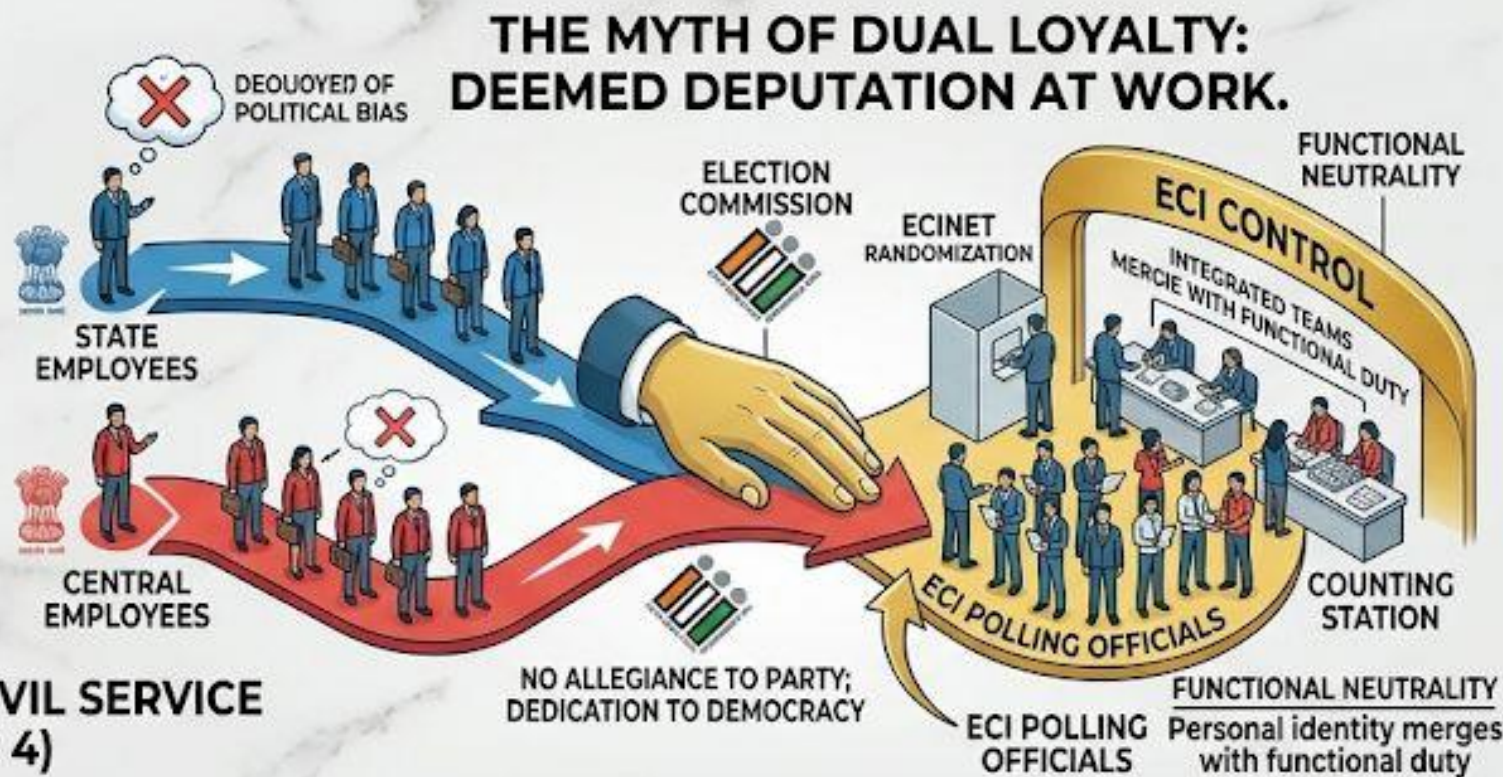 THE MYTH OF DUAL LOYALTY:
DEEMED DEPUTATION AT WORK.
DEOUOYED OF
POLITICAL BIAS
STATE
EMPLOYEES
CENTRAL
EMPLOYEES
ELECTION
COMMISSION
ECINET
RANDOMIZATION
FUNCTIONAL
NEUTRALITY
ECI CONTROL
INTEGRATED TEAMS
MERCIE WITH FUNCTIONAL DUTY
ECI POLLING OFFICIALS
COUNTING
STATION
NO ALLEGIANCE TO PARTY;
DEDICATION TO DEMOCRACY
ECI POLLING
OFFICIALS
FUNCTIONAL NEUTRALITY
Personal identity merges
with functional duty
VIL SERVICE
4)